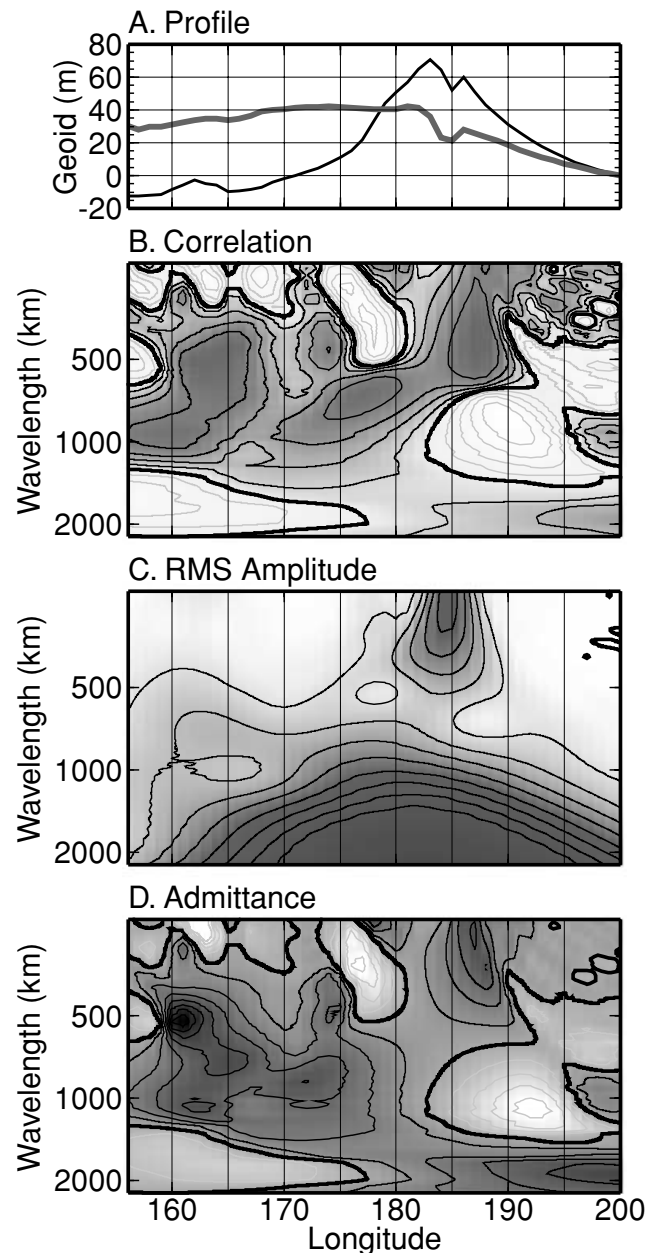 A. Profile
80
60
40
20
0
-20
Geoid (m)
B. Correlation
500
1000
2000
Wavelength (km)
C. RMS Amplitude
500
1000
2000
Wavelength (km)
D. Admittance
500
1000
2000
Wavelength (km)
160 170 180 190 200
Longitude